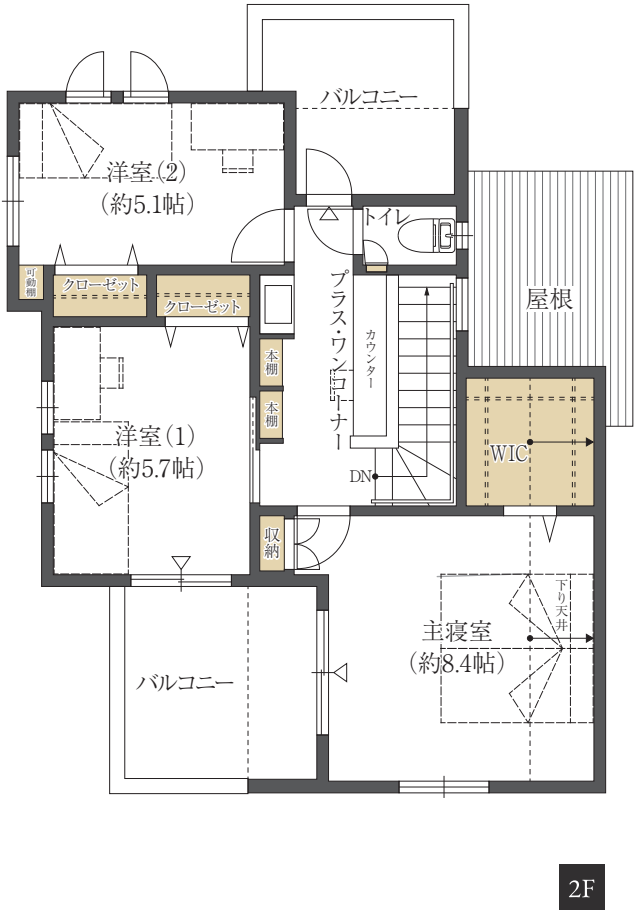 バルコニー
洋室(2)
(約5.1帖)
トイレ
可動棚
クローゼット
クローゼット
プラス・ワンコーナー
カウンター
屋根
本棚
本棚
洋室(1)
(約5.7帖)
WIC
DN
収納
下り天井
主寝室
(約8.4帖)
バルコニー
2F